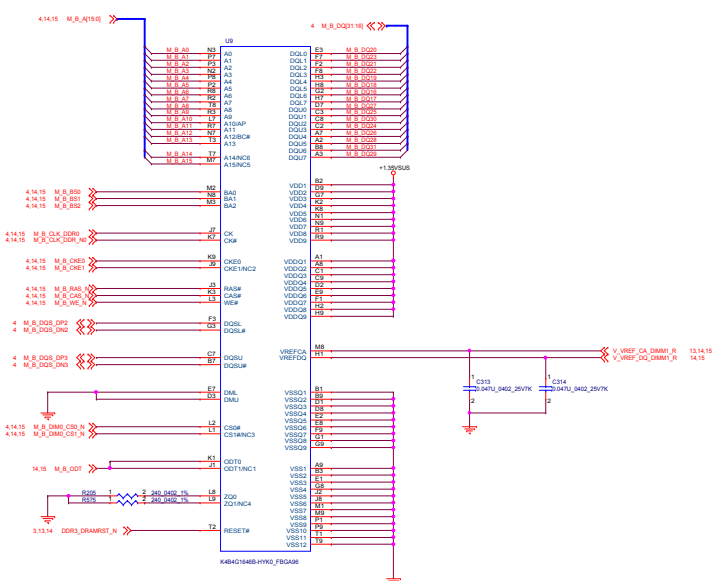 4,14,15 M_B_A[15:0]
4 M_B_DQ[31:16]
U9
M_B_A0 N3 A0 DQL0 E3 M_B_DQ20
M_B_A1 P7 A1 DQL1 F7 M_B_DQ23
M_B_A2 P3 A2 DQL2 F2 M_B_DQ21
M_B_A3 N2 A3 DQL3 F8 M_B_DQ22
M_B_A4 P8 A4 DQL4 H3 M_B_DQ19
M_B_A5 P2 A5 DQL5 H8 M_B_DQ18
M_B_A6 R8 A6 DQL6 G2 M_B_DQ16
M_B_A7 R2 A7 DQL7 H7 M_B_DQ17
M_B_A8 T8 A8 DQU0 D7 M_B_DQ27
M_B_A9 R3 A9 DQU1 C3 M_B_DQ25
M_B_A10 L7 A10/AP DQU2 C8 M_B_DQ30
M_B_A11 R7 A11 DQU3 C2 M_B_DQ24
M_B_A12 N7 A12/BC# DQU4 A7 M_B_DQ26
M_B_A13 T3 A13 DQU5 A2 M_B_DQ28
DQU6 B8 M_B_DQ31
M_B_A14 T7 A14/NC6 DQU7 A3 M_B_DQ29
M_B_A15 M7 A15/NC5
+1.35VSUS
4,14,15 M_B_BS0 M2 BA0
4,14,15 M_B_BS1 N8 BA1
4,14,15 M_B_BS2 M3 BA2
VDD1 B2
VDD2 D9
VDD3 G7
VDD4 K2
VDD5 K8
VDD6 N1
VDD7 N9
VDD8 R1
VDD9 R9
4,14,15 M_B_CLK_DDR0 J7 CK
4,14,15 M_B_CLK_DDR_N0 K7 CK#
4,14,15 M_B_CKE0 K9 CKE0
4,14,15 M_B_CKE1 J9 CKE1/NC2
VDDQ1 A1
VDDQ2 A8
VDDQ3 C1
VDDQ4 C9
VDDQ5 D2
VDDQ6 E9
VDDQ7 F1
VDDQ8 H2
VDDQ9 H9
4,14,15 M_B_RAS_N J3 RAS#
4,14,15 M_B_CAS_N K3 CAS#
4,14,15 M_B_WE_N L3 WE#
4 M_B_DQS_DP2 F3 DQSL
4 M_B_DQS_DN2 G3 DQSL#
4 M_B_DQS_DP3 C7 DQSU
4 M_B_DQS_DN3 B7 DQSU#
VREFCA M8 V_VREF_CA_DIMM1_R 13,14,15
VREFDQ H1 V_VREF_DQ_DIMM1_R 14,15
1 C313 0.047U_0402_25V7K 2
1 C314 0.047U_0402_25V7K 2
E7 DML
D3 DMU
VSSQ1 B1
VSSQ2 B9
VSSQ3 D1
VSSQ4 D8
VSSQ5 E2
VSSQ6 E8
VSSQ7 F9
VSSQ8 G1
VSSQ9 G9
4,14,15 M_B_DIM0_CS0_N L2 CS0#
4,14,15 M_B_DIM0_CS1_N L1 CS1#/NC3
14,15 M_B_ODT K1 ODT0
J1 ODT1/NC1
VSS1 A9
VSS2 B3
VSS3 E1
VSS4 G8
VSS5 J2
VSS6 J8
VSS7 M1
VSS8 M9
VSS9 P1
VSS10 P9
VSS11 T1
VSS12 T9
R205 1 2 240_0402_1% L8 ZQ0
R575 1 2 240_0402_1% L9 ZQ1/NC4
3,13,14 DDR3_DRAMRST_N T2 RESET#
K4B4G1646B-HYK0_FBGA96